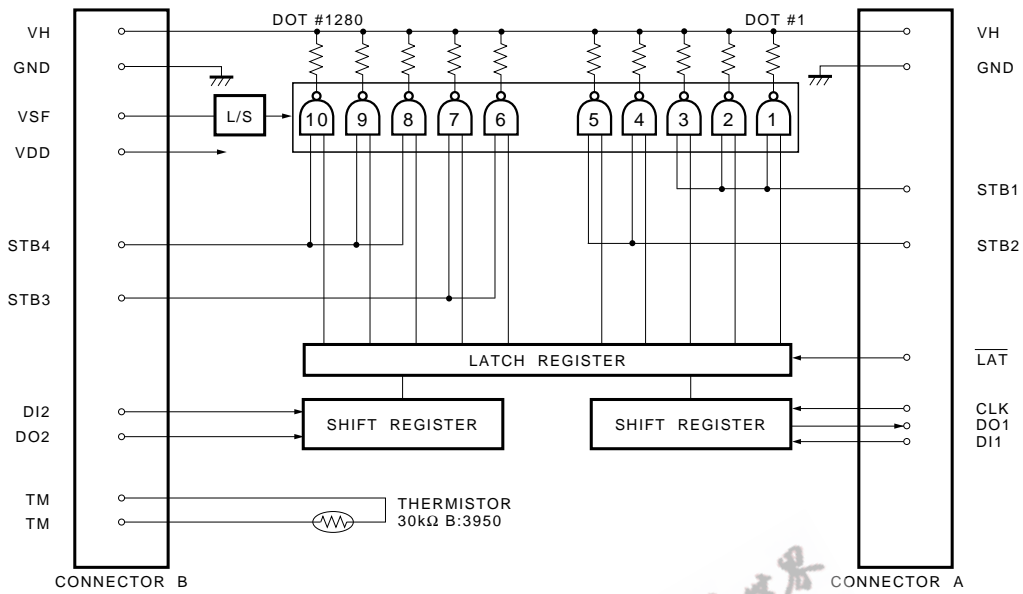 DOT #1280
DOT #1
VH
VH
GND
GND
VSF
L/S
10
9
8
7
6
5
4
3
2
1
VDD
STB1
STB4
STB2
STB3
LATCH REGISTER
LAT
DI2
SHIFT REGISTER
SHIFT REGISTER
CLK
DO2
DO1
DI1
TM
THERMISTOR
TM
30kΩ B:3950
CONNECTOR B
CONNECTOR A